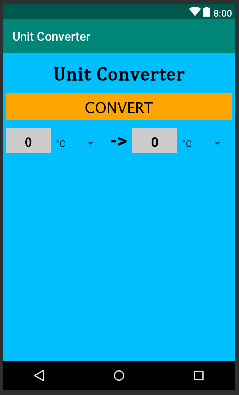 8:00
Unit Converter
Unit Converter
CONVERT
0 °C -> 0 °C